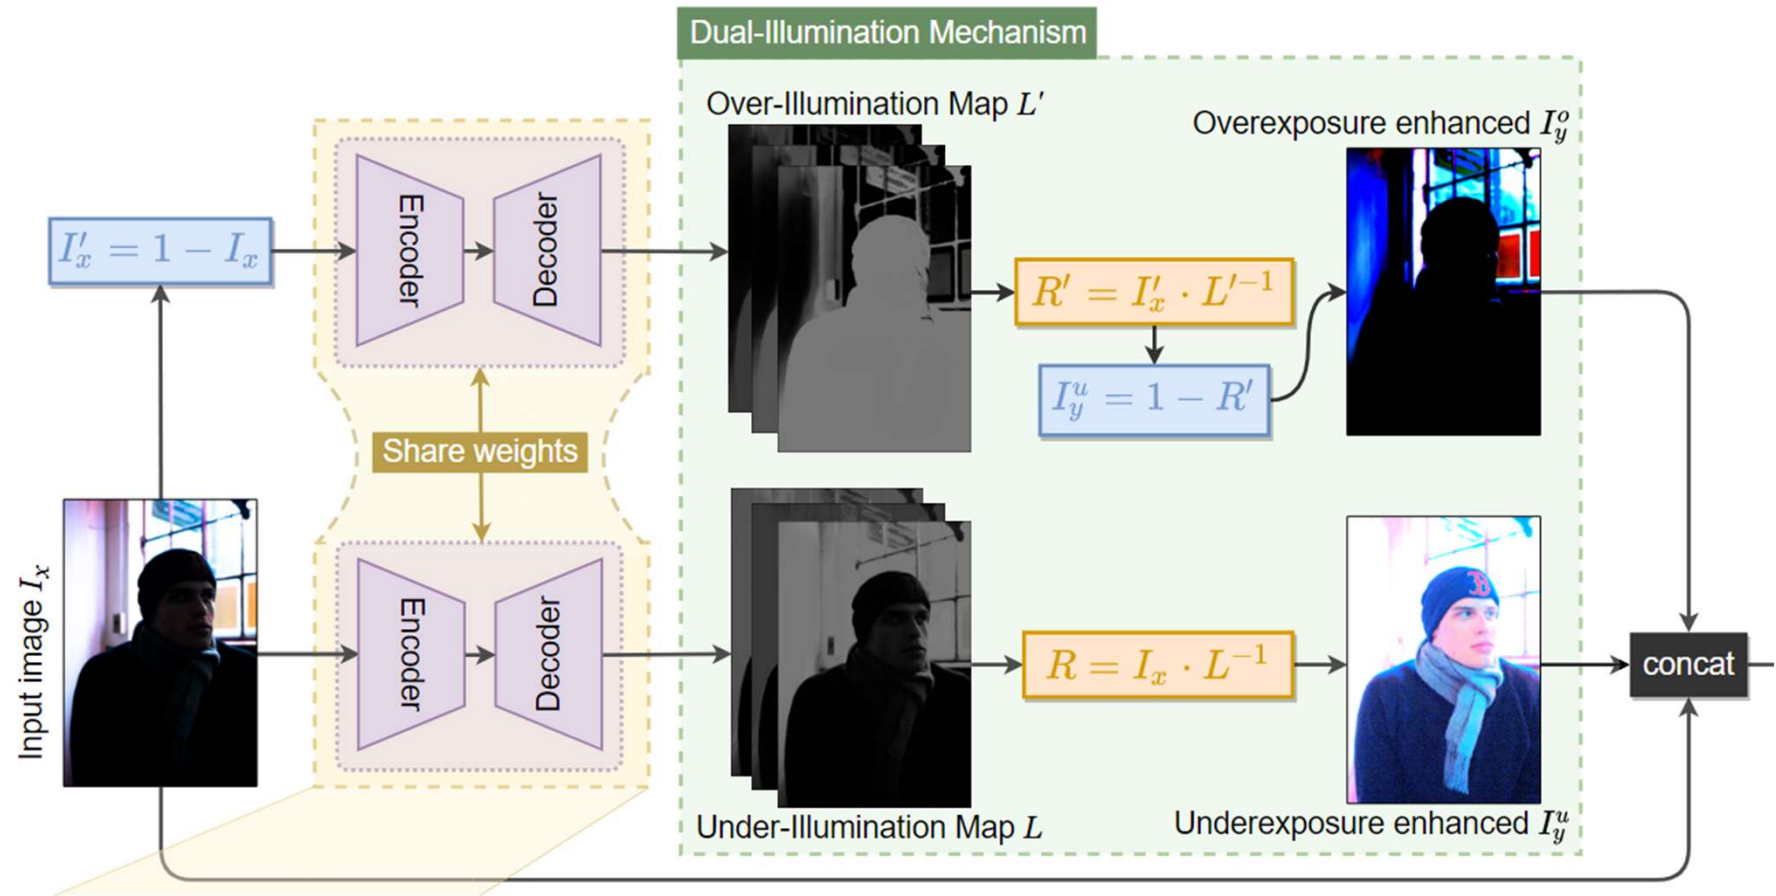 Dual-Illumination Mechanism
Over-Illumination Map L′
Overexposure enhanced I_y^o
Encoder
Decoder
I′_x = 1 − I_x
R′ = I′_x · L′^{-1}
I_y^u = 1 − R′
Share weights
Input image I_x
Encoder
Decoder
R = I_x · L^{-1}
concat
Under-Illumination Map L
Underexposure enhanced I_y^u
B